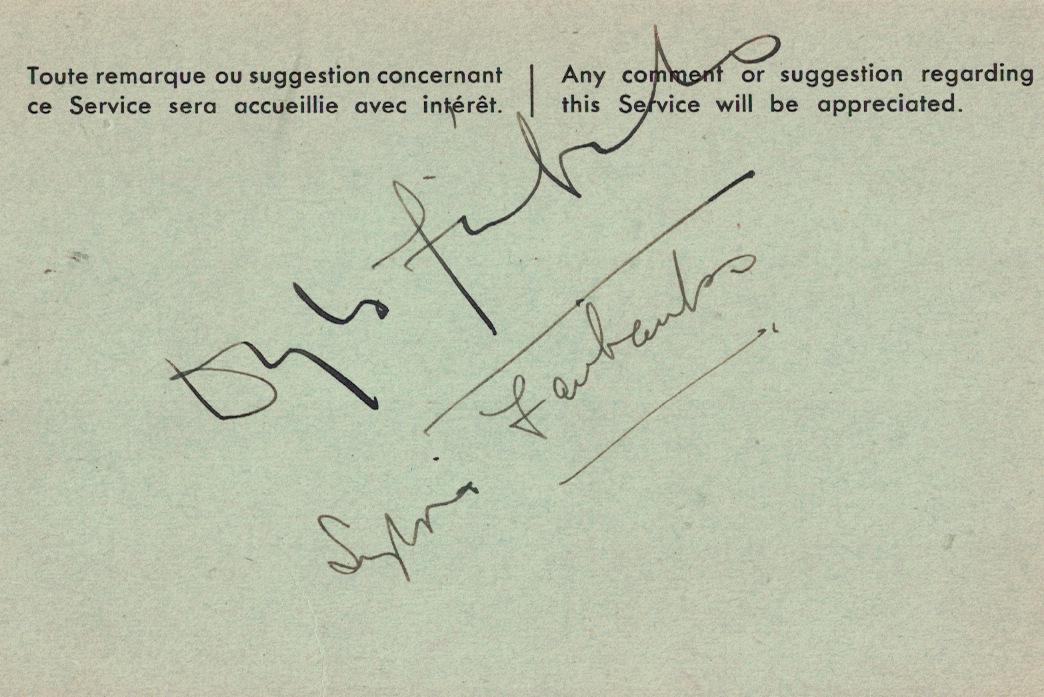 Toute remarque ou suggestion concernant
ce Service sera accueillie avec intérêt.
Any comment or suggestion regarding
this Service will be appreciated.
Fairbanks
Sylvia Fairbanks